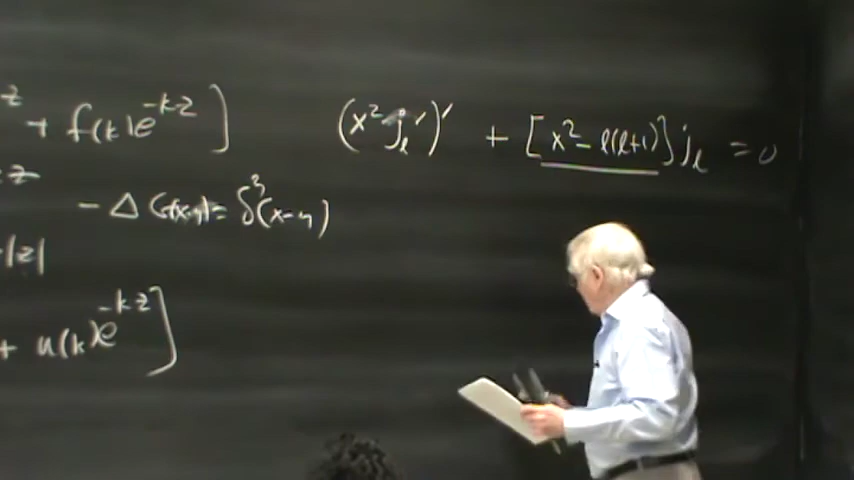 z + f(k)e^{-kz} ]
(x² j_ℓ')' + [x² - ℓ(ℓ+1)] j_ℓ = 0
z
- Δ G(x-y) = δ³(x-y)
|z|
+ u(k)e^{-kz} ]